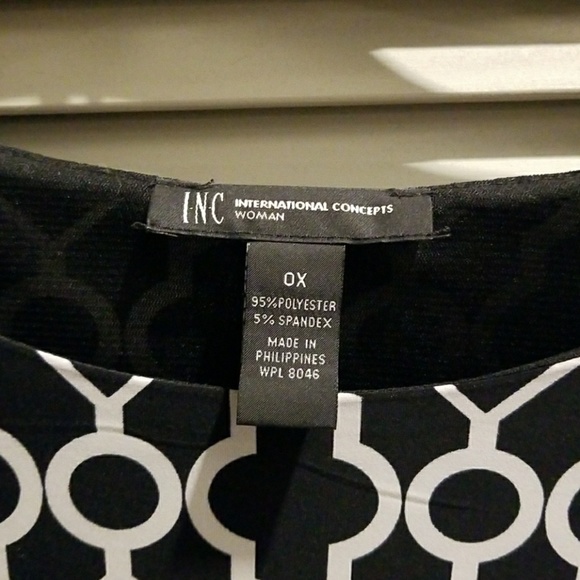 INC INTERNATIONAL CONCEPTS
WOMAN
0X
95%POLYESTER
5% SPANDEX
MADE IN
PHILIPPINES
WPL 8046